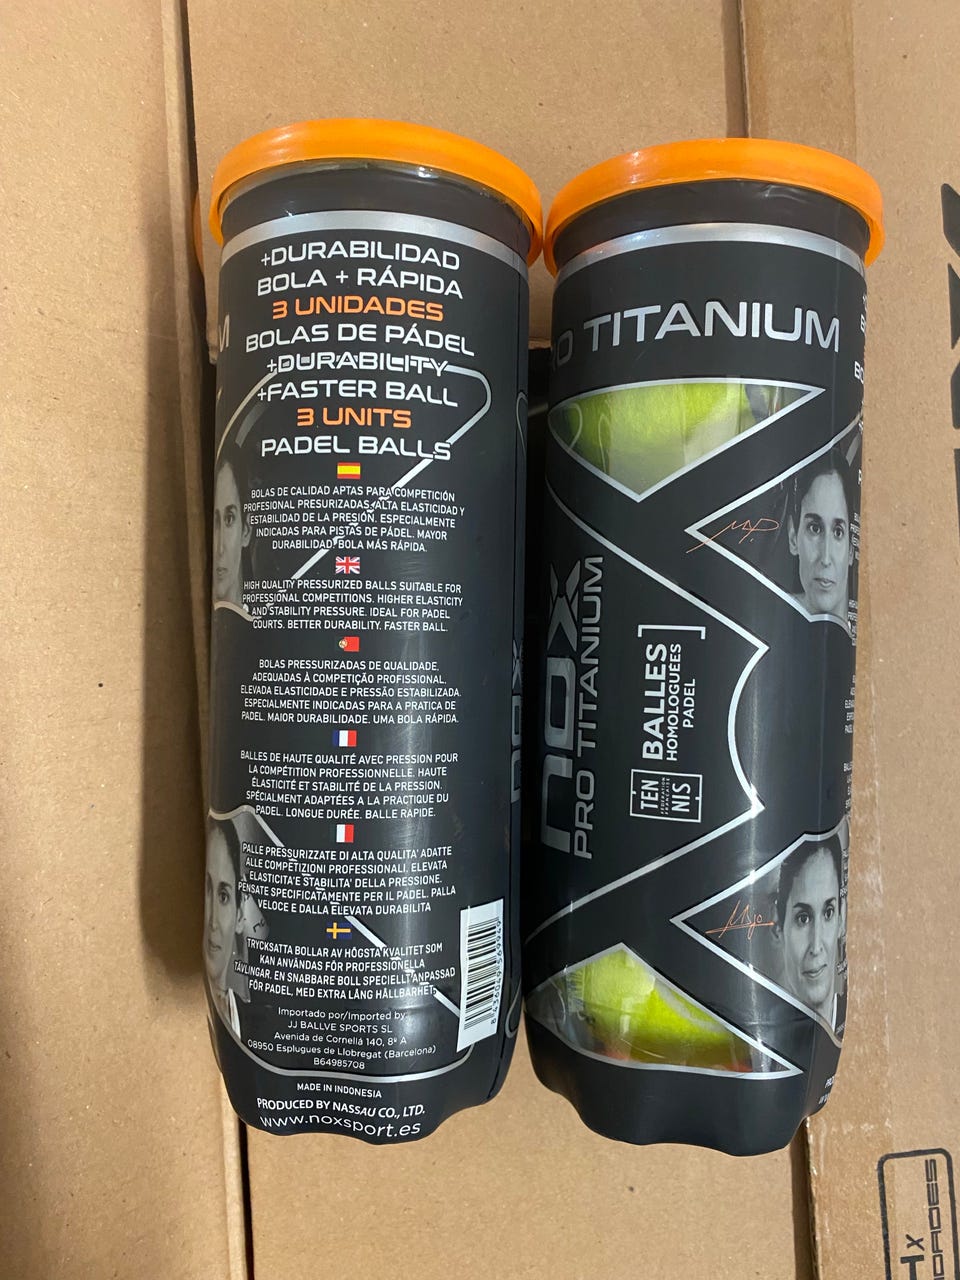 +DURABILIDAD
BOLA + RÁPIDA
3 UNIDADES
BOLAS DE PÁDEL
+DURABILITY
+FASTER BALL
3 UNITS
PADEL BALLS
BOLAS DE CALIDAD APTAS PARA COMPETICIÓN
PROFESIONAL PRESURIZADAS. ALTA ELASTICIDAD Y
ESTABILIDAD DE LA PRESIÓN. ESPECIALMENTE
INDICADAS PARA PISTAS DE PÁDEL. MAYOR
DURABILIDAD, BOLA MÁS RÁPIDA.
HIGH QUALITY PRESSURIZED BALLS SUITABLE FOR
PROFESSIONAL COMPETITIONS. HIGHER ELASTICITY
AND STABILITY PRESSURE. IDEAL FOR PADEL
COURTS. BETTER DURABILITY. FASTER BALL.
BOLAS PRESSURIZADAS DE QUALIDADE,
ADEQUADAS À COMPETIÇÃO PROFISSIONAL.
ELEVADA ELASTICIDADE E PRESSÃO ESTABILIZADA.
ESPECIALMENTE INDICADAS PARA A PRATICA DE
PADEL. MAIOR DURABILIDADE. UMA BOLA RÁPIDA.
BALLES DE HAUTE QUALITÉ AVEC PRESSION POUR
LA COMPÉTITION PROFESSIONNELLE. HAUTE
ÉLASTICITÉ ET STABILITÉ DE LA PRESSION.
SPÉCIALMENT ADAPTÉES A LA PRACTIQUE DU
PADEL. LONGUE DURÉE. BALLE RAPIDE.
PALLE PRESSURIZZATE DI ALTA QUALITA' ADATTE
ALLE COMPETIZIONI PROFESSIONALI, ELEVATA
ELASTICITA'E STABILITA' DELLA PRESSIONE.
PENSATE SPECIFICATAMENTE PER IL PADEL. PALLA
VELOCE E DALLA ELEVATA DURABILITA
TRYCKSATTA BOLLAR AV HÖGSTA KVALITET SOM
KAN ANVÄNDAS FÖR PROFESSIONELLA
TÄVLINGAR. EN SNABBARE BOLL SPECIELLT ANPASSAD
FÖR PADEL, MED EXTRA LÅNG HÅLLBARHET.
Importado por/Imported by:
JJ BALLVE SPORTS SL
Avenida de Cornellá 140, 8º A
08950 Esplugues de Llobregat (Barcelona)
B64985708
MADE IN INDONESIA
PRODUCED BY NASSAU CO., LTD.
www.noxsport.es
8 436049 569949
nox
TITANIUM
M.P.
nox
PRO TITANIUM
BALLES
HOMOLOGUÉES
PADEL
TEN
NIS
FÉDÉRATION
FRANÇAISE